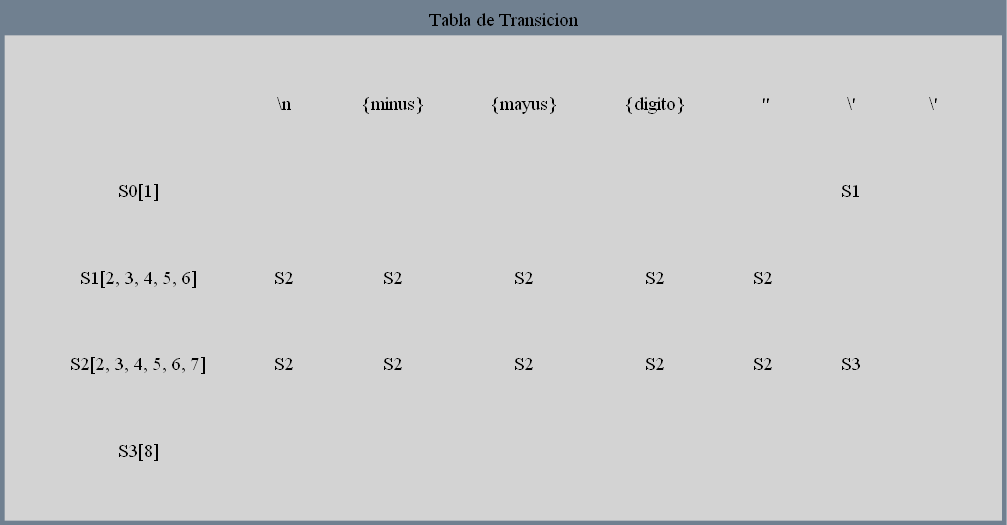 Tabla de Transicion
\n {minus} {mayus} {digito} " \' \'
S0[1] S1
S1[2, 3, 4, 5, 6] S2 S2 S2 S2 S2
S2[2, 3, 4, 5, 6, 7] S2 S2 S2 S2 S2 S3
S3[8]